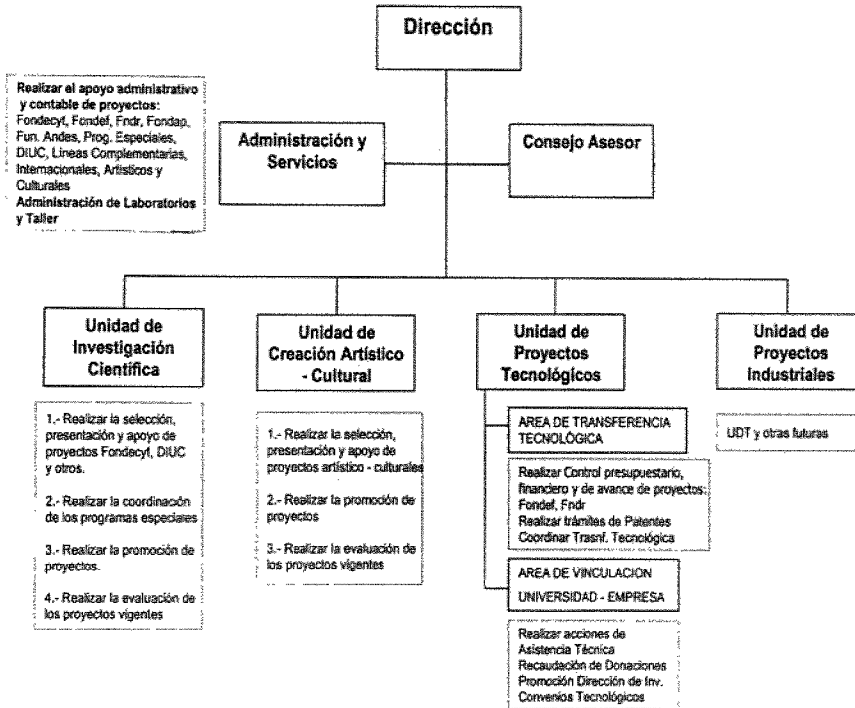 Dirección
Realizar el apoyo administrativo
y contable de proyectos:
Fondecyt, Fondef, Fndr, Fondap,
Fun. Andes, Prog. Especiales,
DIUC, Lineas Complementarias,
Internacionales, Artísticos y
Culturales
Administración de Laboratorios
y Taller
Administración y
Servicios
Consejo Asesor
Unidad de
Investigación
Científica
1.- Realizar la selección,
presentación y apoyo de
proyectos Fondecyt, DIUC
y otros.
2.- Realizar la coordinación
de los programas especiales
3.- Realizar la promoción de
proyectos.
4.- Realizar la evaluación de
los proyectos vigentes
Unidad de
Creación Artístico
- Cultural
1.- Realizar la selección,
presentación y apoyo de
proyectos artístico - culturales
2.- Realizar la promoción de
proyectos
3.- Realizar la evaluación de
los proyectos vigentes
Unidad de
Proyectos
Tecnológicos
AREA DE TRANSFERENCIA
TECNOLÓGICA
Realizar Control presupuestario,
financiero y de avance de proyectos:
Fondef, Fndr
Realizar trámites de Patentes
Coordinar Trasnf. Tecnológica
AREA DE VINCULACION
UNIVERSIDAD - EMPRESA
Realizar acciones de
Asistencia Técnica
Recaudación de Donaciones
Promoción Dirección de Inv.
Convenios Tecnológicos
Unidad de
Proyectos
Industriales
UDT y otras futuras